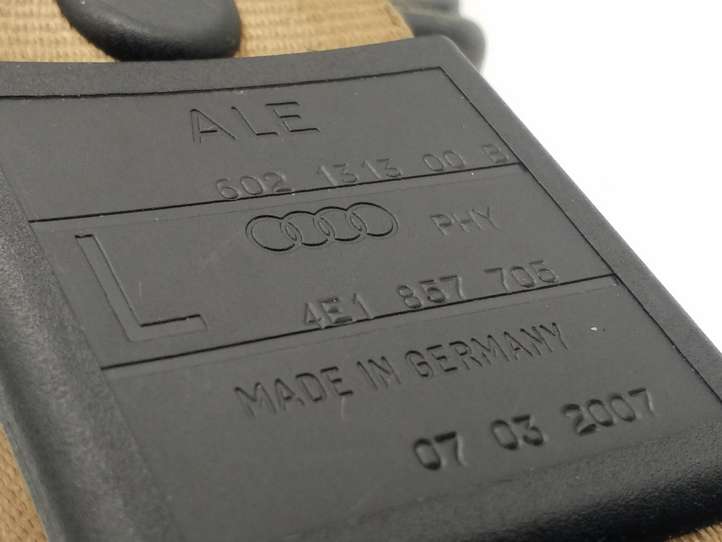 ALE
602 1313 00 B
PHY
L
4E1 857 705
MADE IN GERMANY
07 03 2007